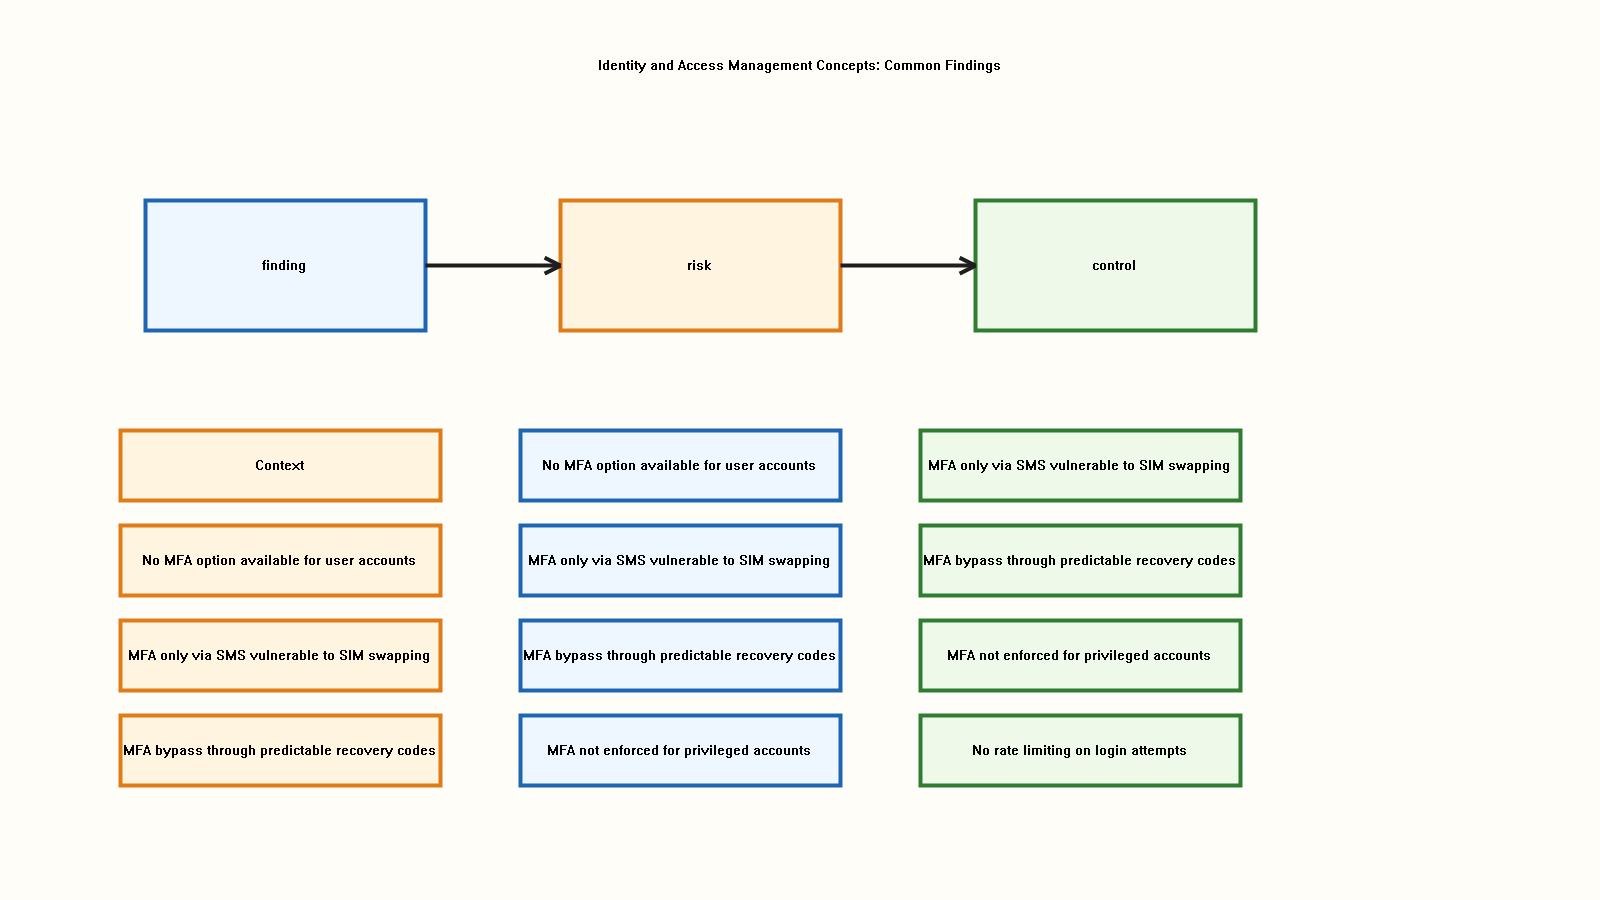 Identity and Access Management Concepts: Common Findings
finding
risk
control
Context
No MFA option available for user accounts
MFA only via SMS vulnerable to SIM swapping
No MFA option available for user accounts
MFA only via SMS vulnerable to SIM swapping
MFA bypass through predictable recovery codes
MFA only via SMS vulnerable to SIM swapping
MFA bypass through predictable recovery codes
MFA not enforced for privileged accounts
MFA bypass through predictable recovery codes
MFA not enforced for privileged accounts
No rate limiting on login attempts